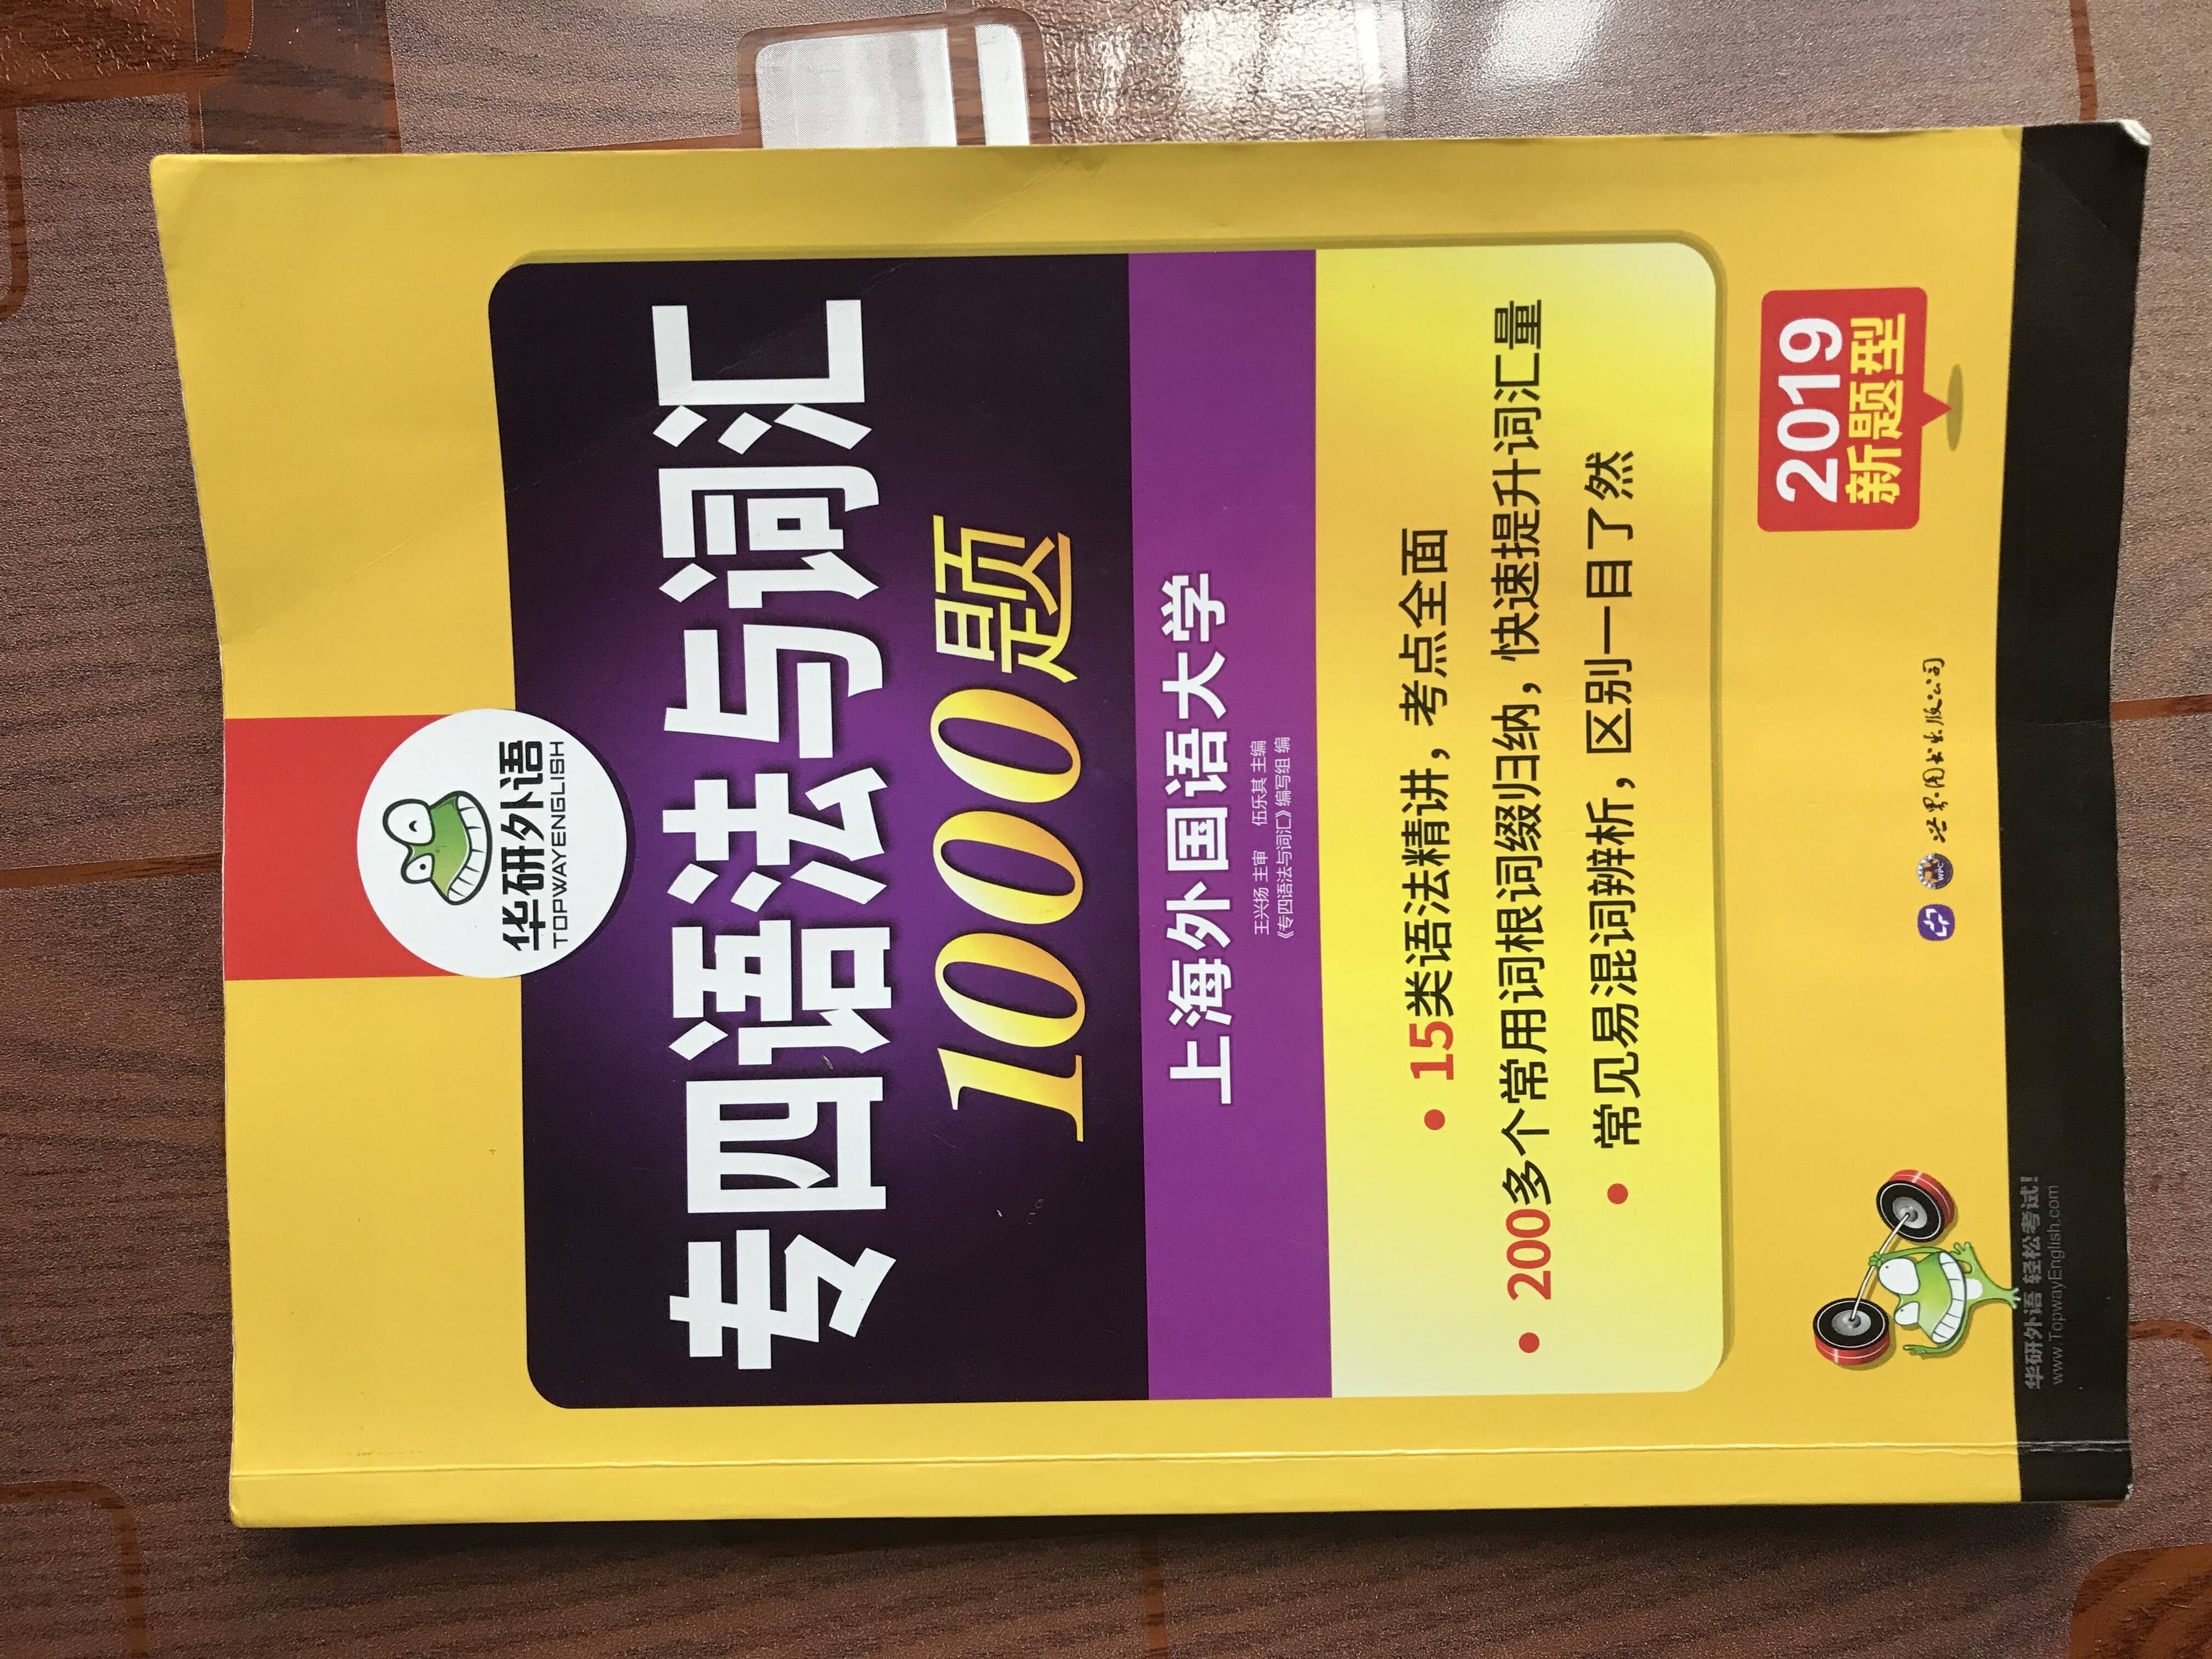 华研外语
TOPWAYENGLISH
专四语法与词汇
1000题
上海外国语大学
王兴扬 主审 伍乐其 主编
《专四语法与词汇》编写组 编
• 15类语法精讲，考点全面
• 200多个常用词根词缀归纳，快速提升词汇量
• 常见易混词辨析，区别一目了然
2019
新题型
WPC 世界图书出版公司
华研外语 轻松考试！
www.TopwayEnglish.com